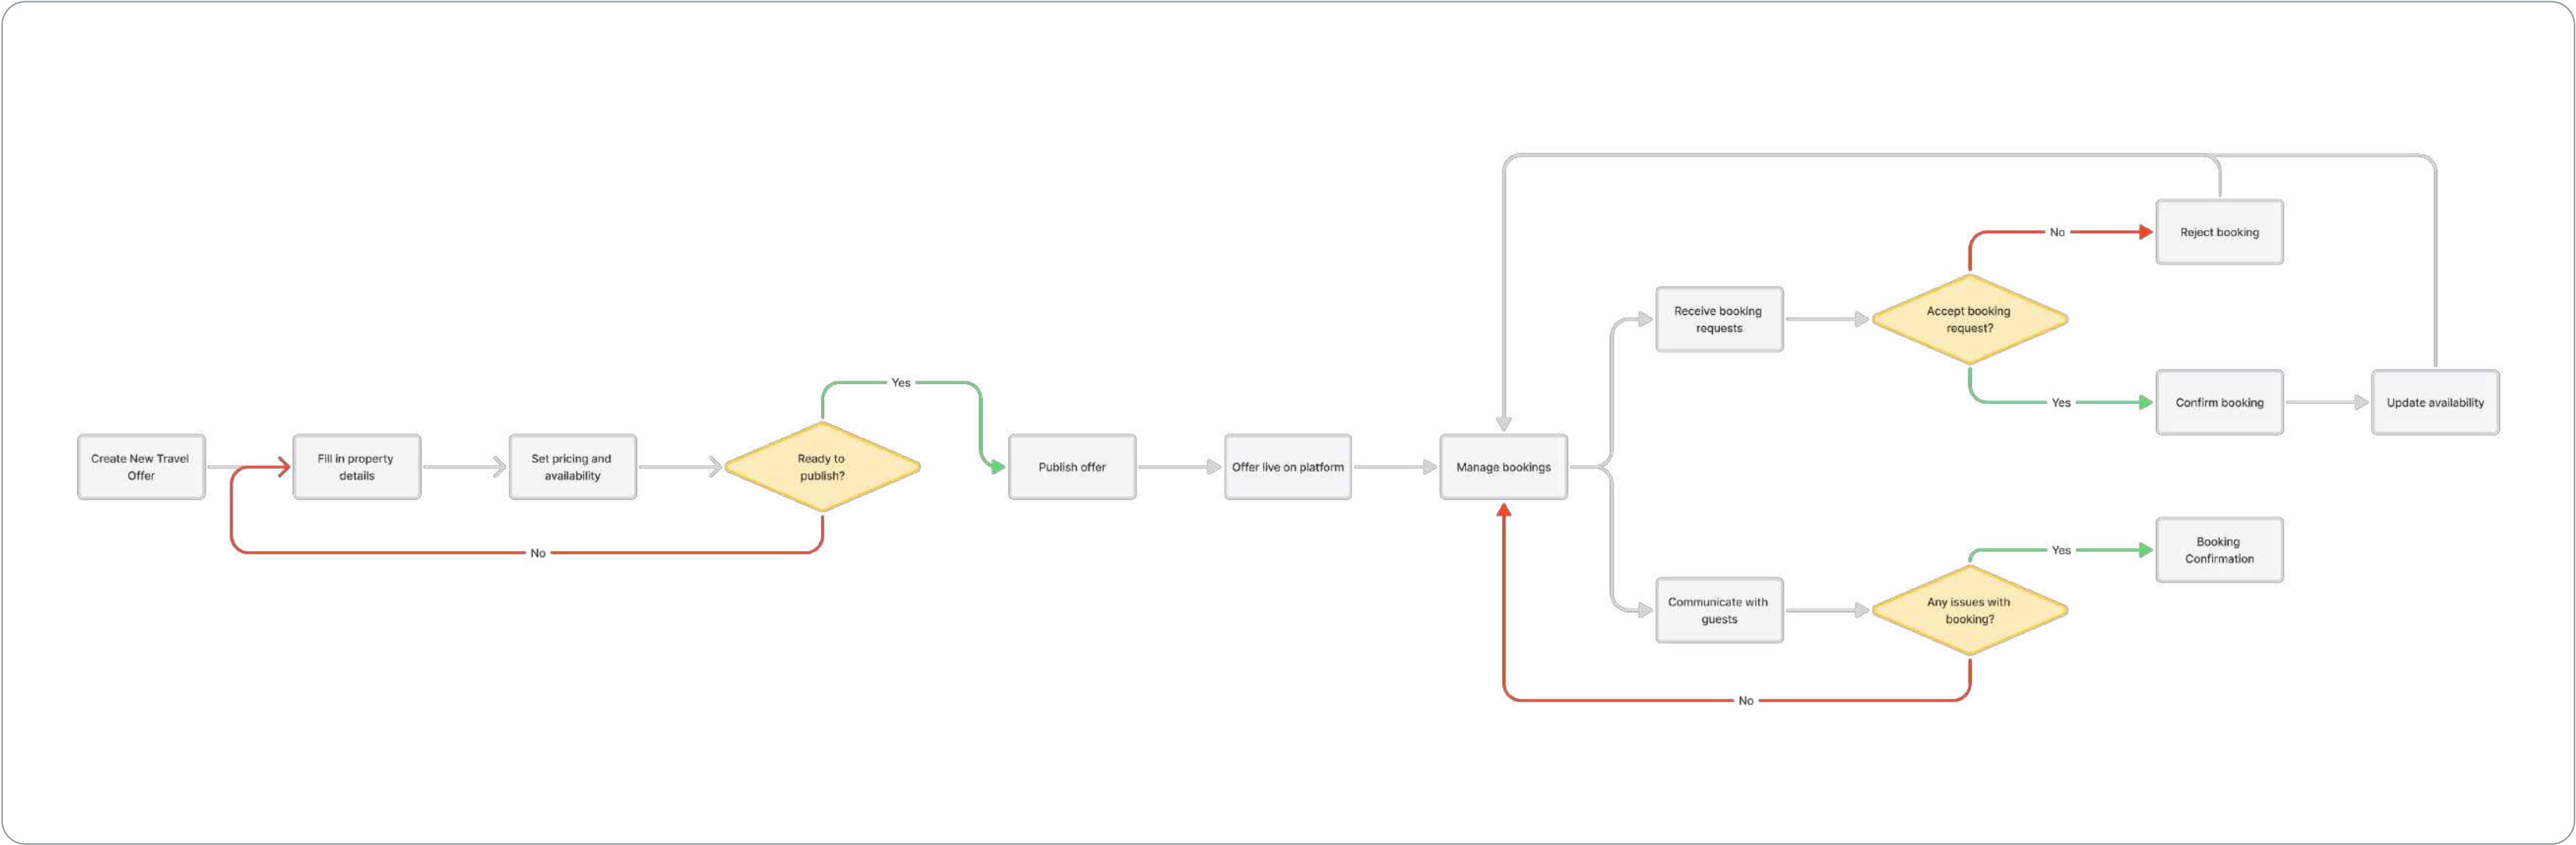 Create New Travel
Offer
Fill in property
details
Set pricing and
availability
Ready to
publish?
Yes
No
Publish offer
Offer live on platform
Manage bookings
Receive booking
requests
Accept booking
request?
No
Reject booking
Yes
Confirm booking
Update availability
Communicate with
guests
Any issues with
booking?
Yes
Booking
Confirmation
No